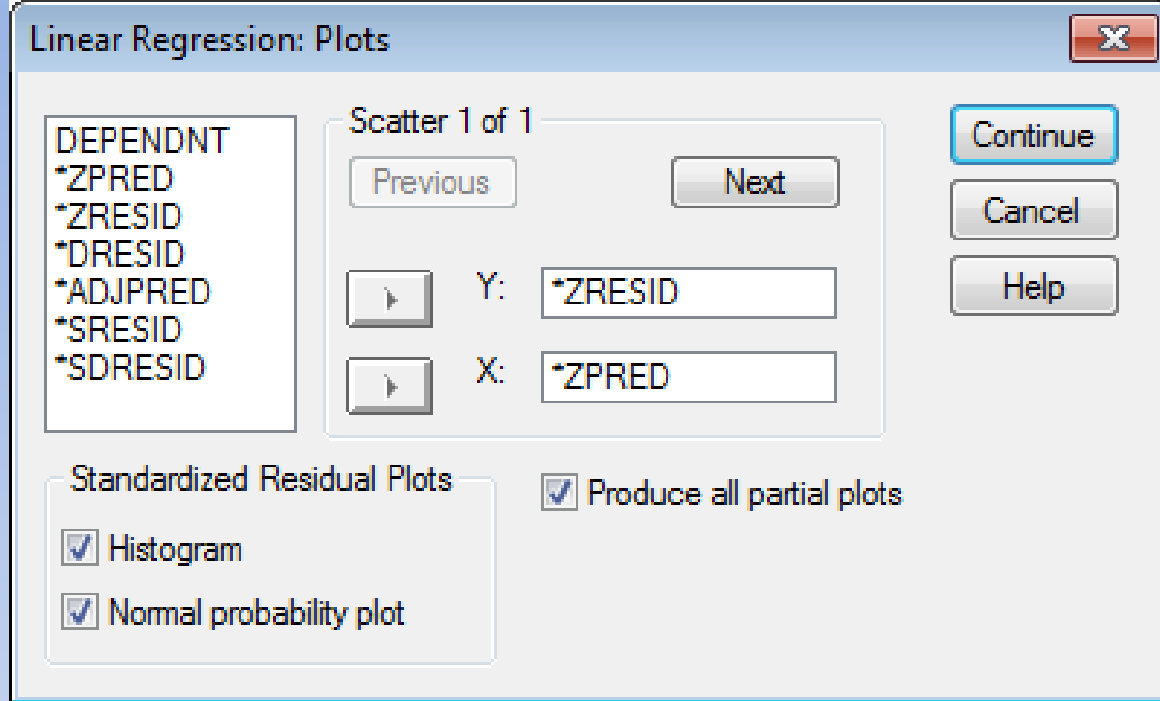 Linear Regression: Plots
DEPENDNT
*ZPRED
*ZRESID
*DRESID
*ADJPRED
*SRESID
*SDRESID
Scatter 1 of 1
Previous
Next
Y: *ZRESID
X: *ZPRED
Continue
Cancel
Help
Standardized Residual Plots
Histogram
Normal probability plot
Produce all partial plots